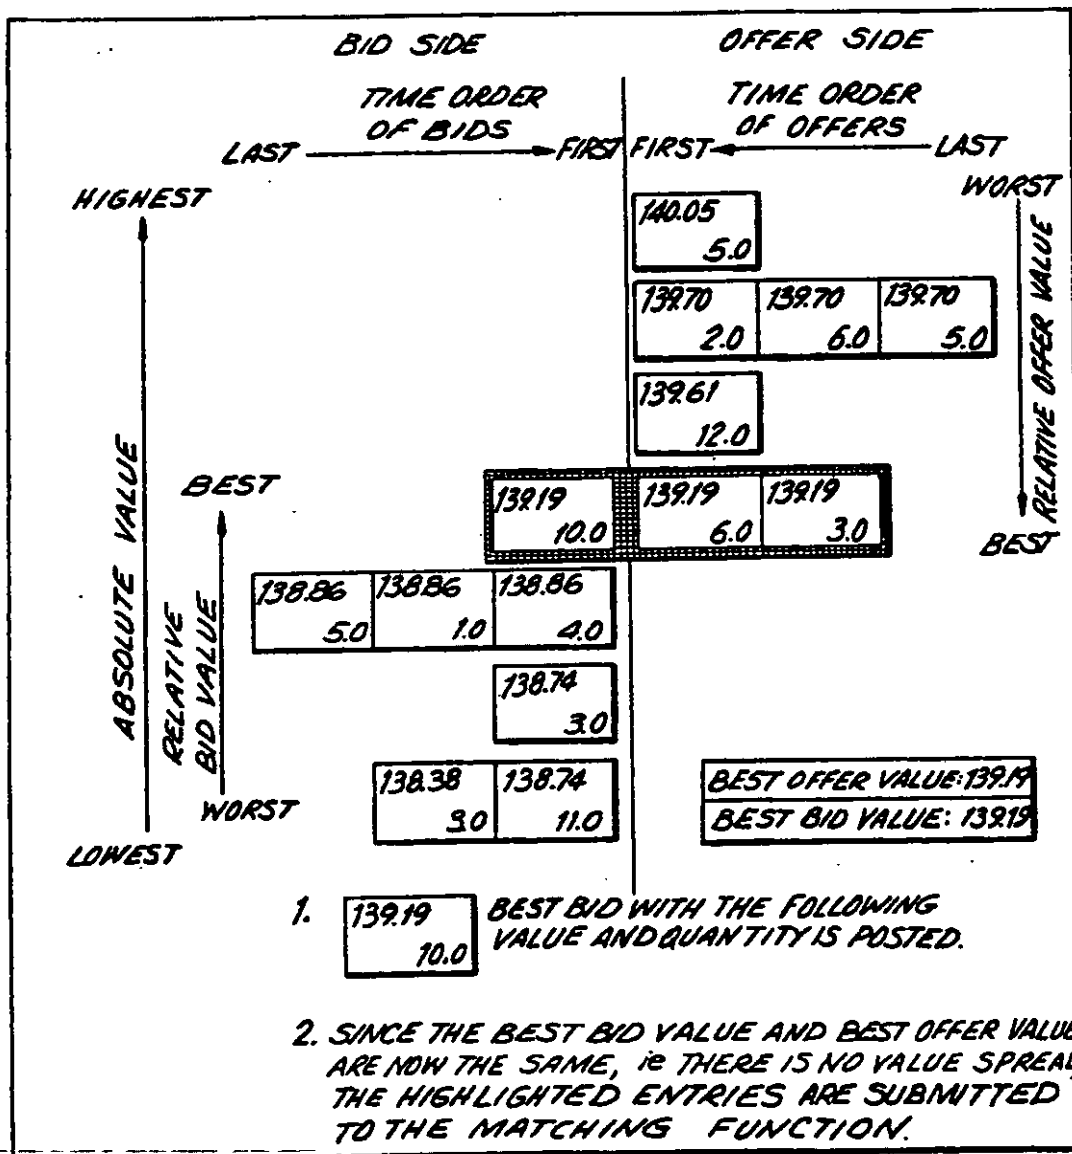 BID SIDE
OFFER SIDE
TIME ORDER
OF BIDS
TIME ORDER
OF OFFERS
LAST
FIRST
FIRST
LAST
HIGHEST
ABSOLUTE VALUE
LOWEST
BEST
RELATIVE
BID VALUE
WORST
WORST
RELATIVE OFFER VALUE
BEST
140.05
5.0
139.70 139.70 139.70
2.0 6.0 5.0
139.61
12.0
139.19 139.19 139.19
10.0 6.0 3.0
138.86 138.86 138.86
5.0 1.0 4.0
138.74
3.0
138.38 138.74
9.0 11.0
BEST OFFER VALUE: 139.19
BEST BID VALUE: 139.19
1.
139.19
10.0
BEST BID WITH THE FOLLOWING
VALUE AND QUANTITY IS POSTED.
2. SINCE THE BEST BID VALUE AND BEST OFFER VALUE
ARE NOW THE SAME, ie THERE IS NO VALUE SPREAD,
THE HIGHLIGHTED ENTRIES ARE SUBMITTED
TO THE MATCHING FUNCTION.